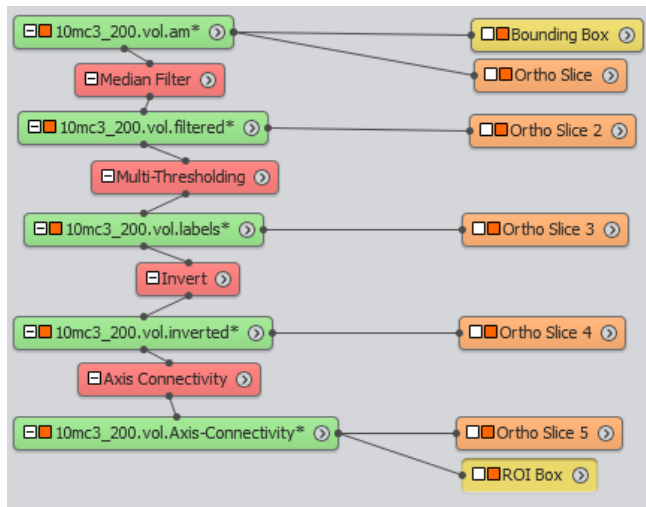 10mc3_200.vol.am*
Bounding Box
Ortho Slice
Median Filter
10mc3_200.vol.filtered*
Ortho Slice 2
Multi-Thresholding
10mc3_200.vol.labels*
Ortho Slice 3
Invert
10mc3_200.vol.inverted*
Ortho Slice 4
Axis Connectivity
10mc3_200.vol.Axis-Connectivity*
Ortho Slice 5
ROI Box